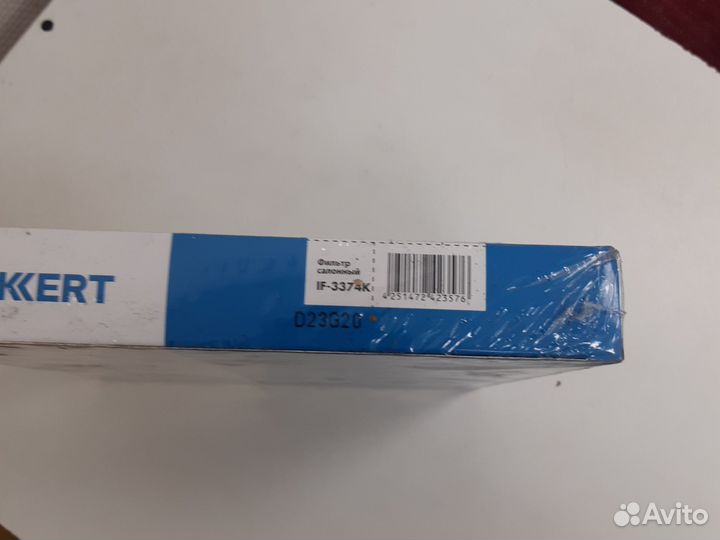 KKERT
Фильтр
салонный
IF-3374K
4251472423576
D23G20
Avito